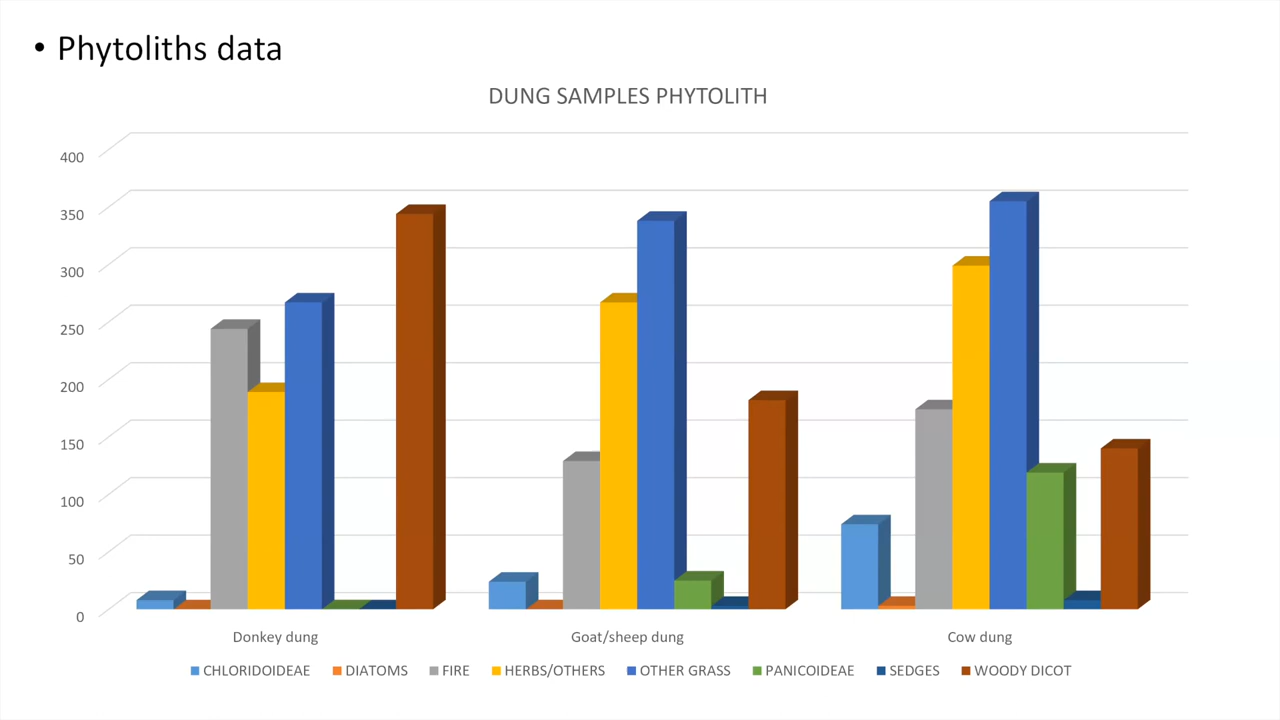 • Phytoliths data
DUNG SAMPLES PHYTOLITH
400
350
300
250
200
150
100
50
0
Donkey dung Goat/sheep dung Cow dung
CHLORIDOIDEAE DIATOMS FIRE HERBS/OTHERS OTHER GRASS PANICOIDEAE SEDGES WOODY DICOT